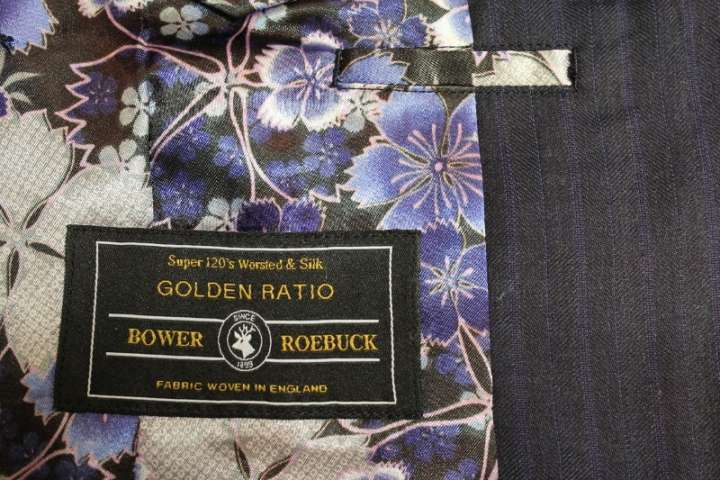 Super 120's Worsted & Silk
GOLDEN RATIO
SINCE
BOWER ROEBUCK
1899
FABRIC WOVEN IN ENGLAND